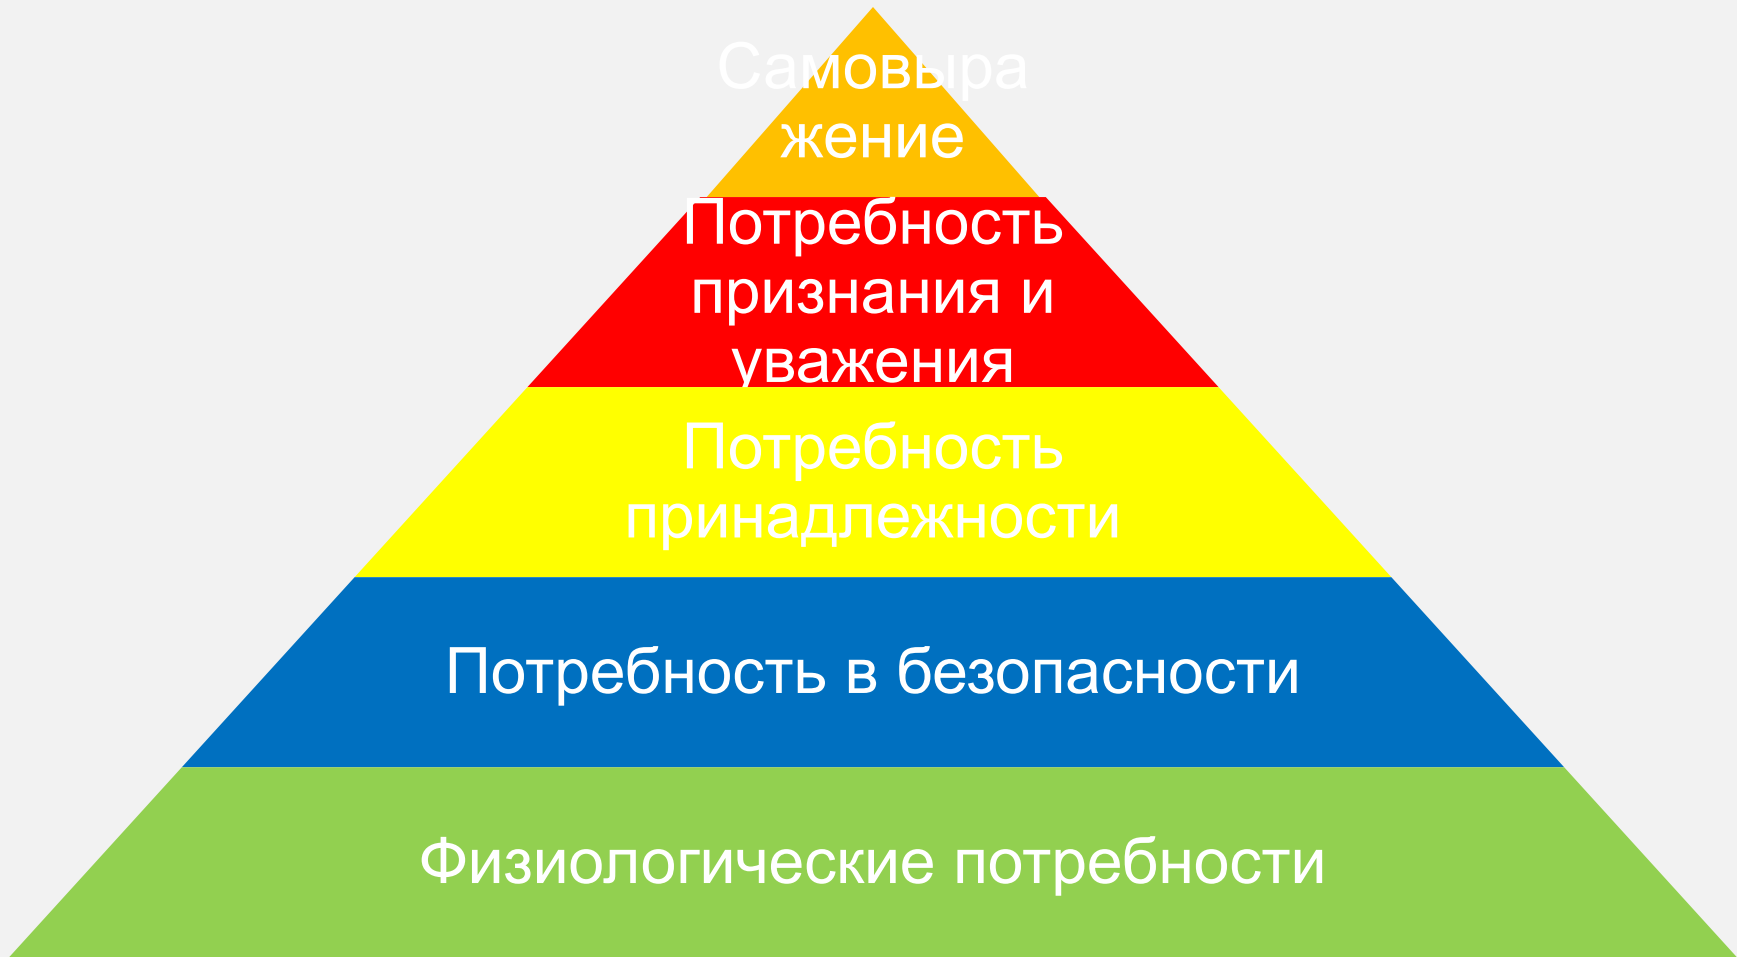 Самовыра
жение
Потребность
признания и
уважения
Потребность
принадлежности
Потребность в безопасности
Физиологические потребности